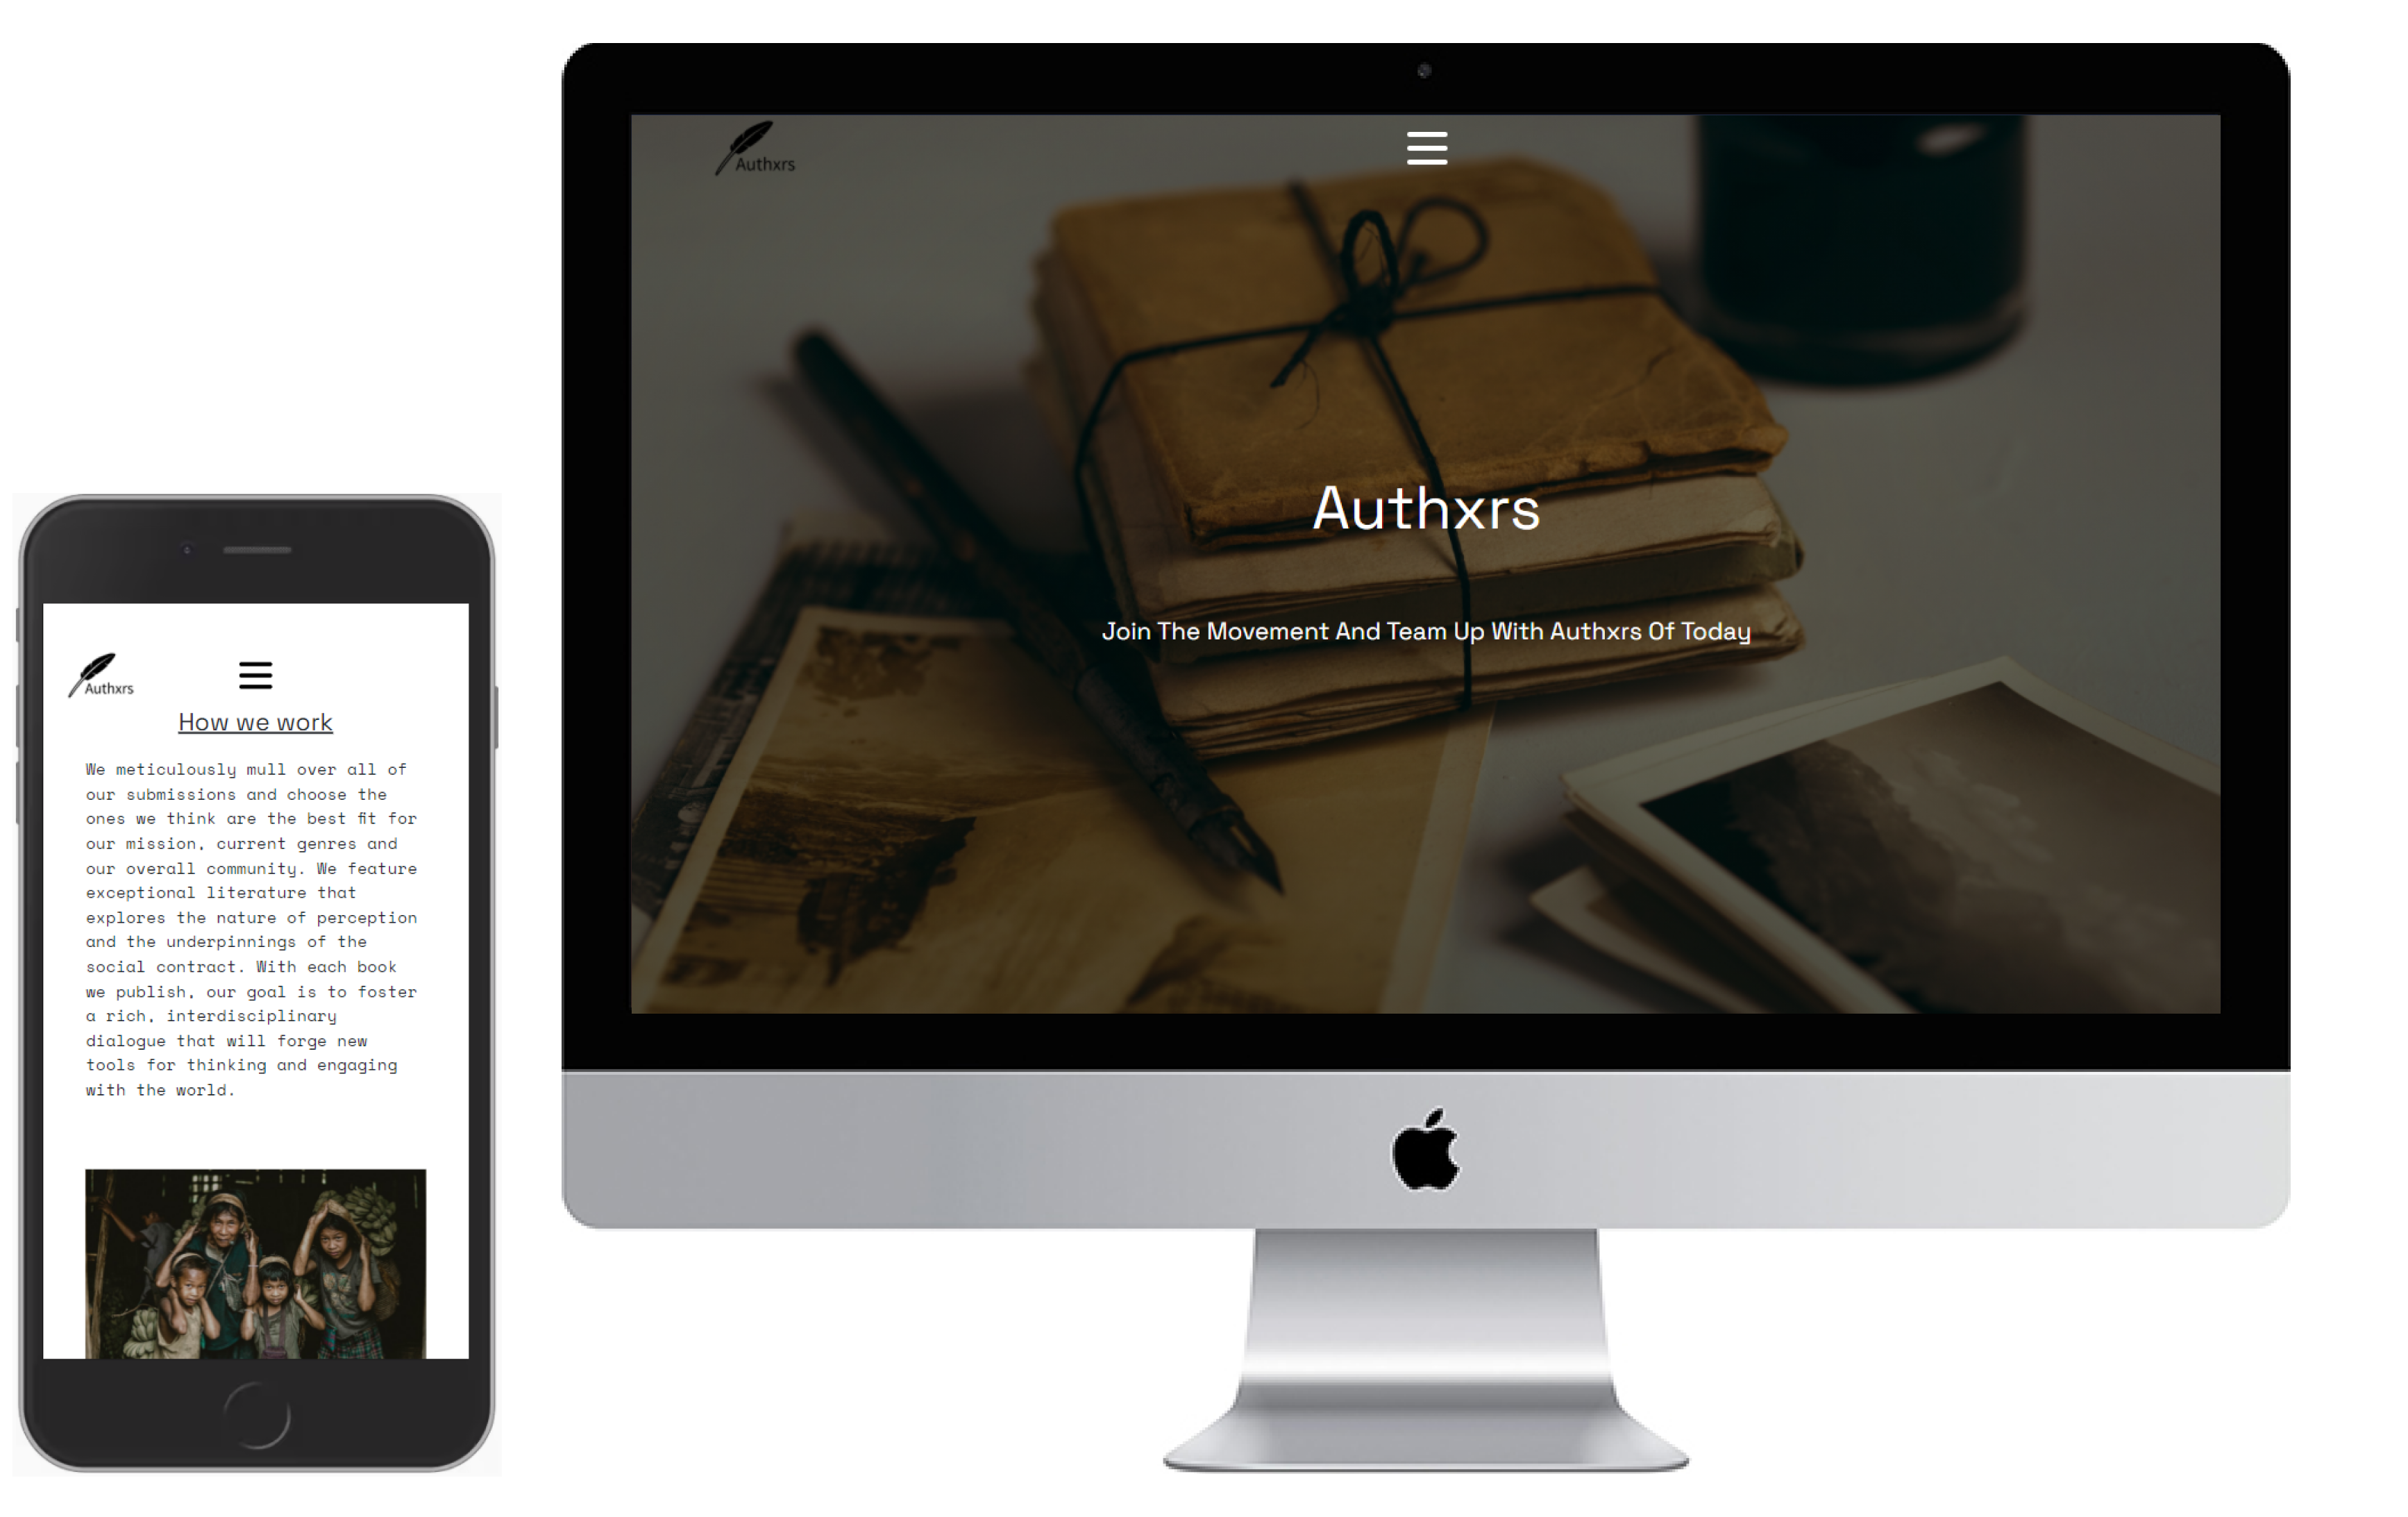 Authxrs
Authxrs
Join The Movement And Team Up With Authxrs Of Today
Authxrs
How we work
We meticulously mull over all of
our submissions and choose the
ones we think are the best fit for
our mission, current genres and
our overall community. We feature
exceptional literature that
explores the nature of perception
and the underpinnings of the
social contract. With each book
we publish, our goal is to foster
a rich, interdisciplinary
dialogue that will forge new
tools for thinking and engaging
with the world.